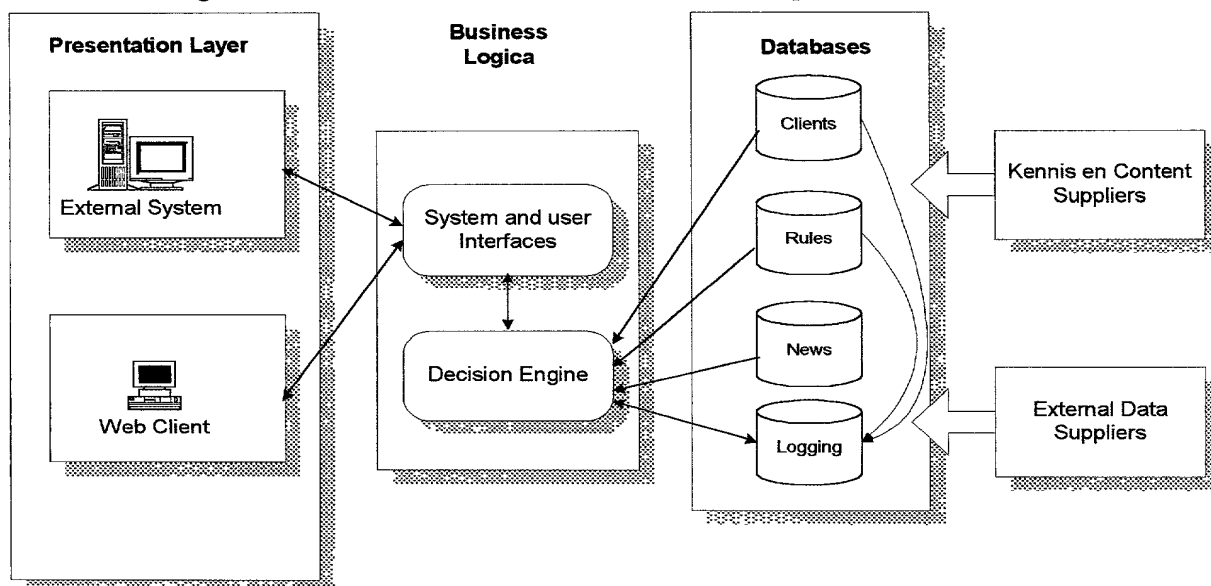 Presentation Layer
External System
Web Client
Business
Logica
System and user
Interfaces
Decision Engine
Databases
Clients
Rules
News
Logging
Kennis en Content
Suppliers
External Data
Suppliers